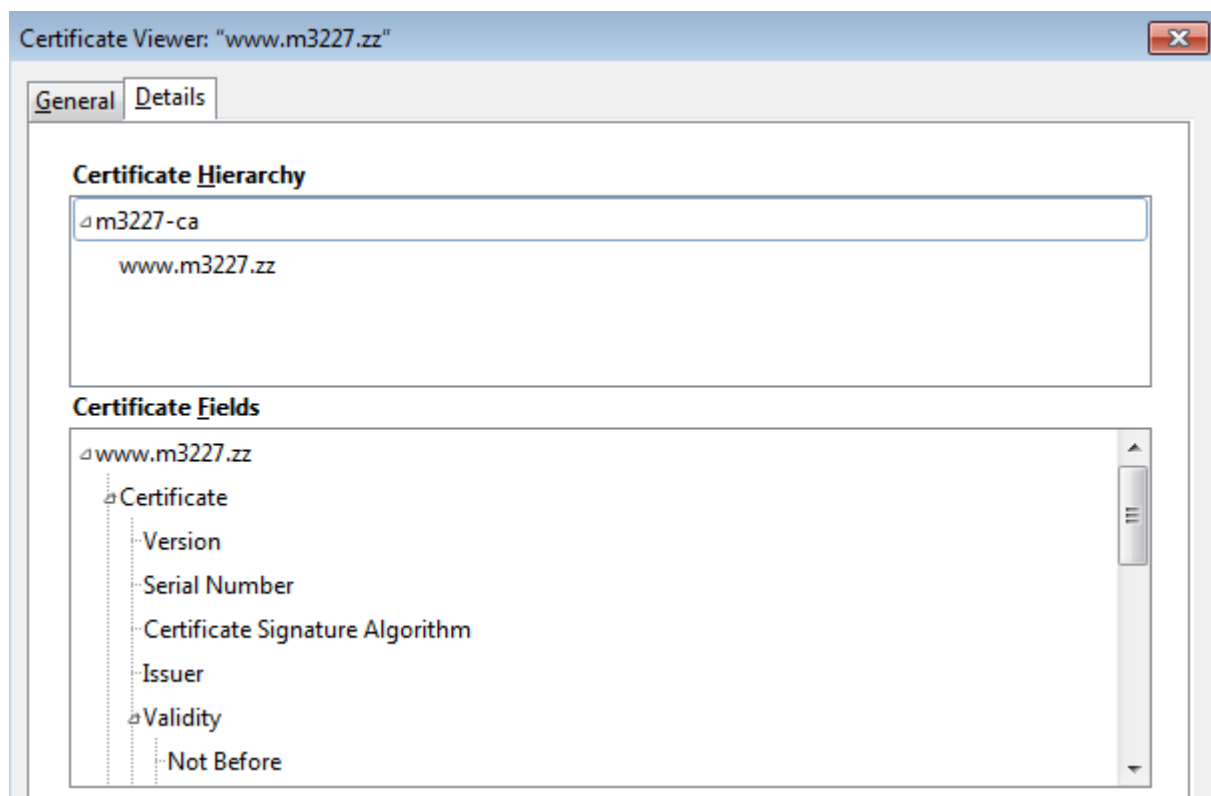 Certificate Viewer: "www.m3227.zz"
General Details
Certificate Hierarchy
m3227-ca
www.m3227.zz
Certificate Fields
www.m3227.zz
Certificate
Version
Serial Number
Certificate Signature Algorithm
Issuer
Validity
Not Before